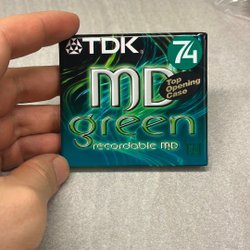 TDK 74
MD
Top
Opening
Case
green
recordable MD